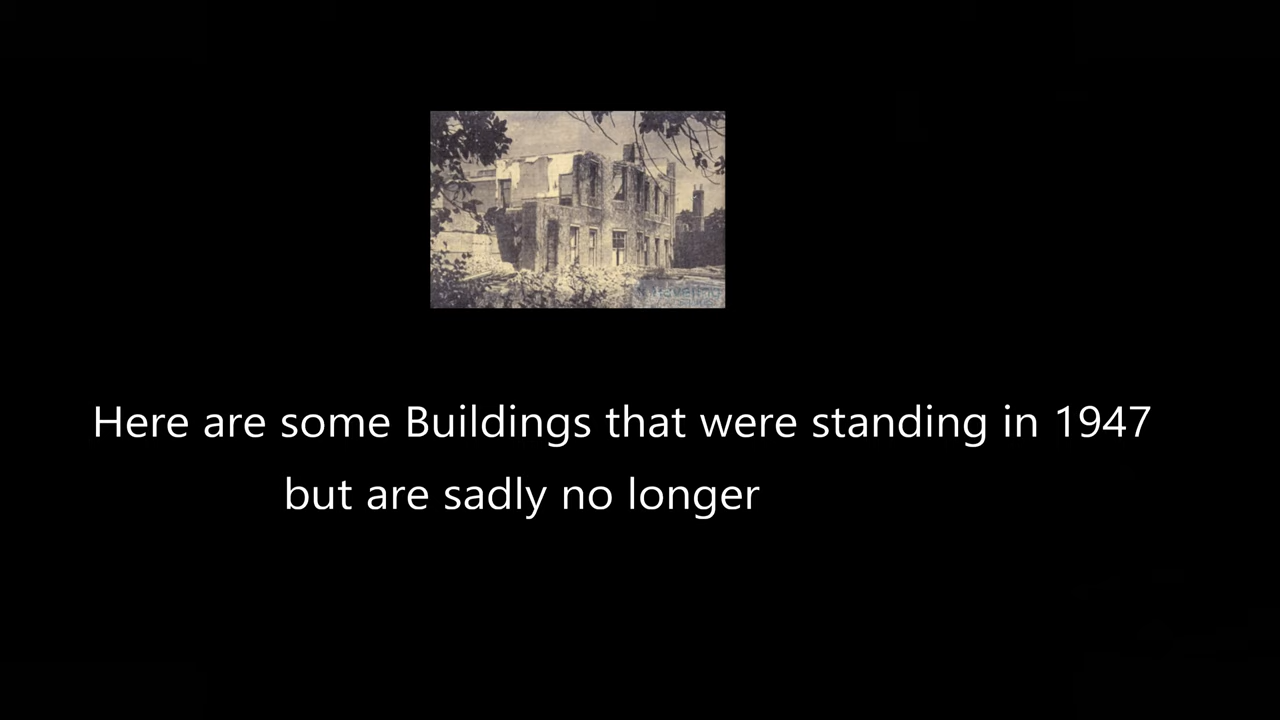 Here are some Buildings that were standing in 1947
but are sadly no longer